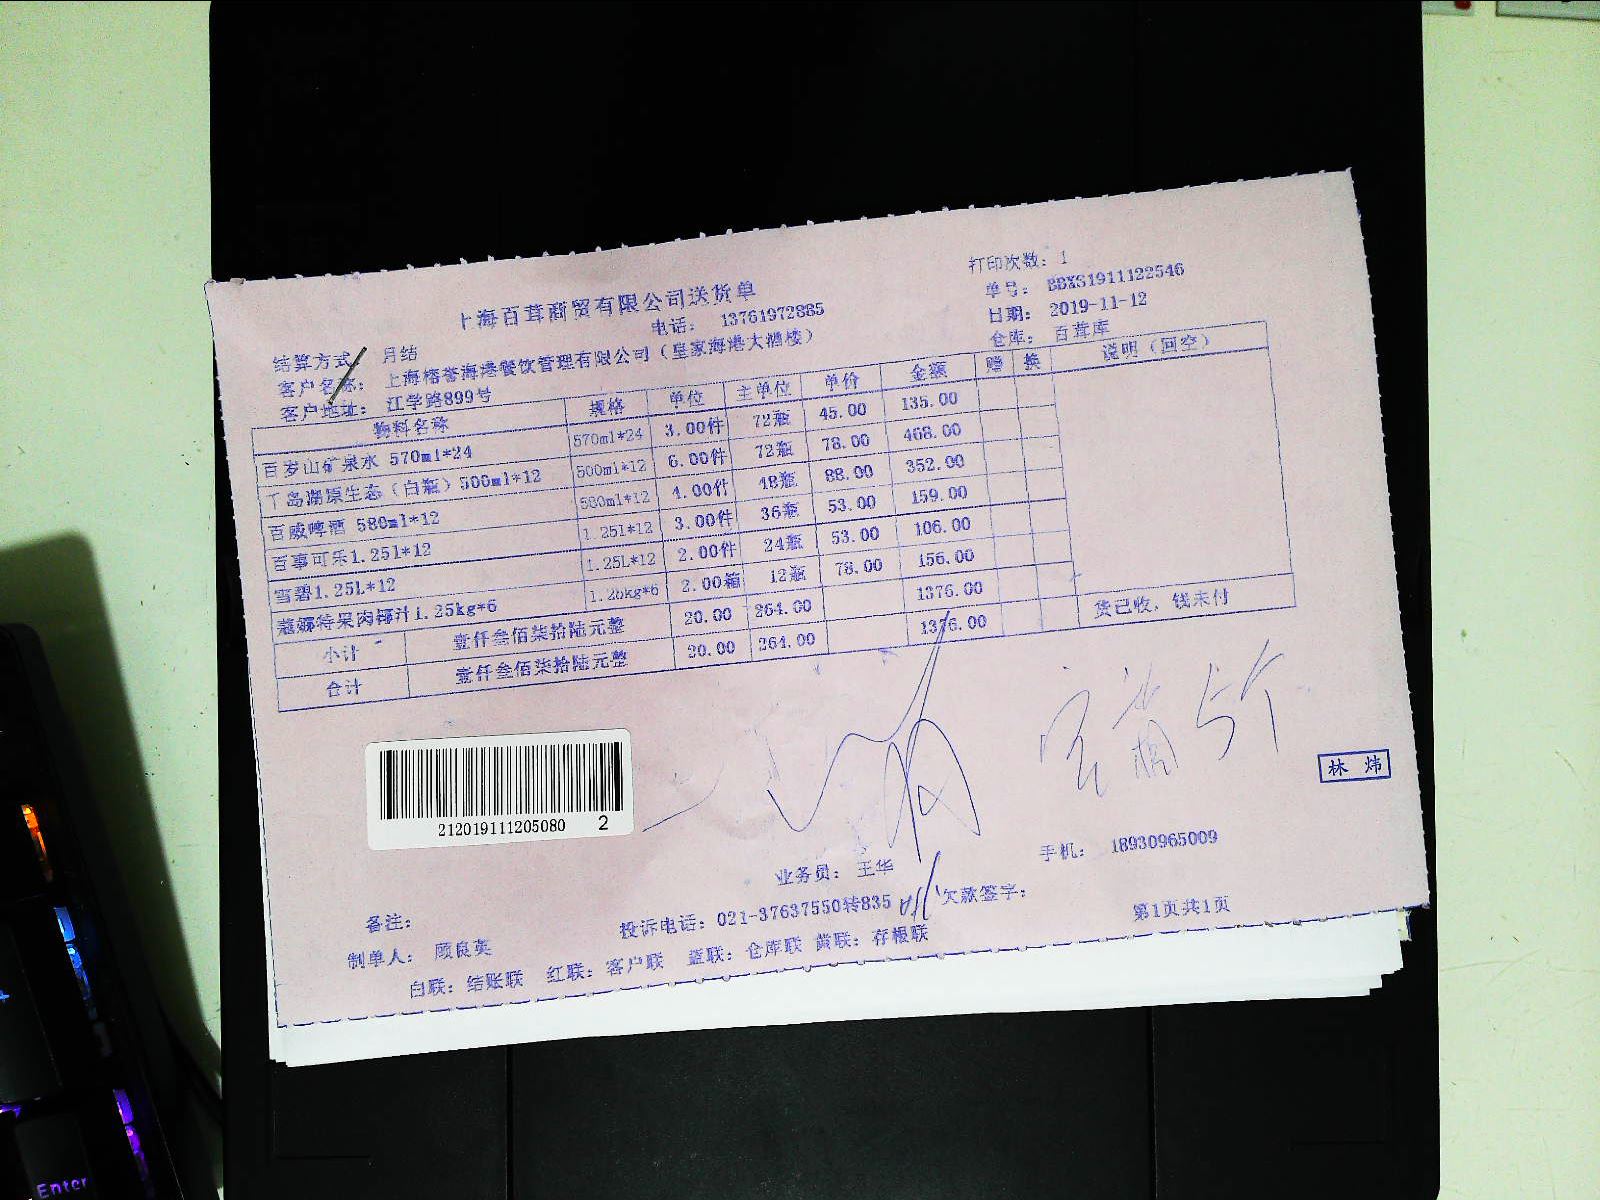 打印次数: 1
上海百茸商贸有限公司送货单
单号: BBXS1911122546
电话: 13761972885
日期: 2019-11-12
结算方式: 月结
仓库: 百茸库
客户名称: 上海榕誉海港餐饮管理有限公司(皇家海港大酒楼)
客户地址: 江学路899号
物料名称 规格 单位 主单位 单价 金额 赠 换 说明(回空)
百岁山矿泉水 570ml*24 570ml*24 3.00件 72瓶 45.00 135.00
千岛湖原生态(白瓶)500ml*12 500ml*12 6.00件 72瓶 78.00 468.00
百威啤酒 580ml*12 580ml*12 4.00件 48瓶 88.00 352.00
百事可乐1.25l*12 1.25l*12 3.00件 36瓶 53.00 159.00
雪碧1.25L*12 1.25L*12 2.00件 24瓶 53.00 106.00
蔻娜特果肉椰汁1.25kg*6 1.25kg*6 2.00箱 12瓶 78.00 156.00
小计 壹仟叁佰柒拾陆元整 20.00 264.00 1376.00
合计 壹仟叁佰柒拾陆元整 20.00 264.00 1376.00 货已收, 钱未付
林 炜
212019111205080 2
业务员: 王华 手机: 18930965009
备注: 投诉电话: 021-37637550转835 欠款签字:
制单人: 顾良英 第1页共1页
白联: 结账联 红联: 客户联 蓝联: 仓库联 黄联: 存根联
Enter